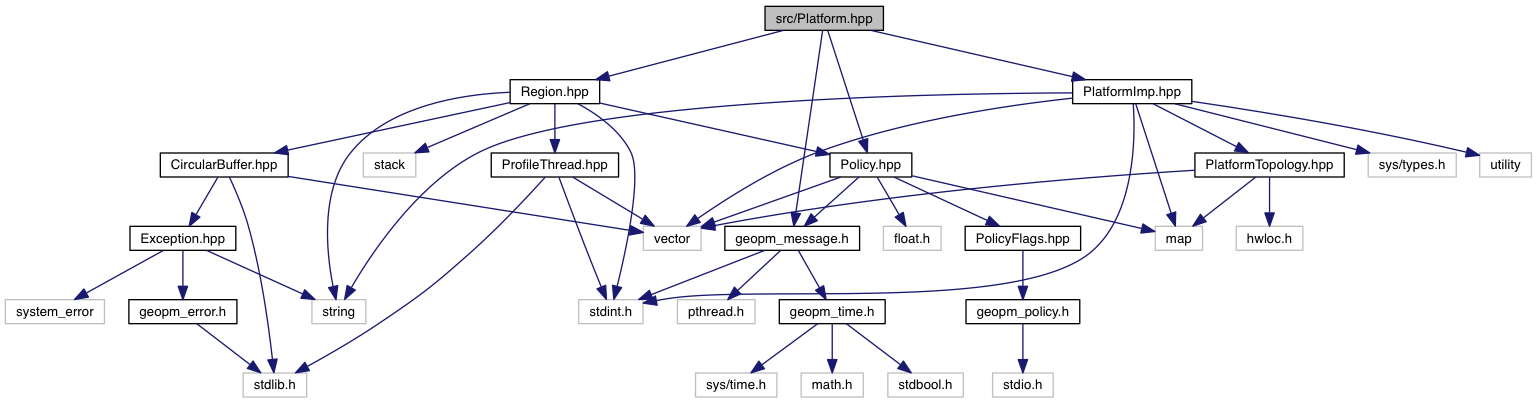 src/Platform.hpp
Region.hpp
PlatformImp.hpp
CircularBuffer.hpp
stack
ProfileThread.hpp
Policy.hpp
PlatformTopology.hpp
sys/types.h
utility
Exception.hpp
vector
geopm_message.h
float.h
PolicyFlags.hpp
map
hwloc.h
system_error
geopm_error.h
string
stdint.h
pthread.h
geopm_time.h
geopm_policy.h
stdlib.h
sys/time.h
math.h
stdbool.h
stdio.h